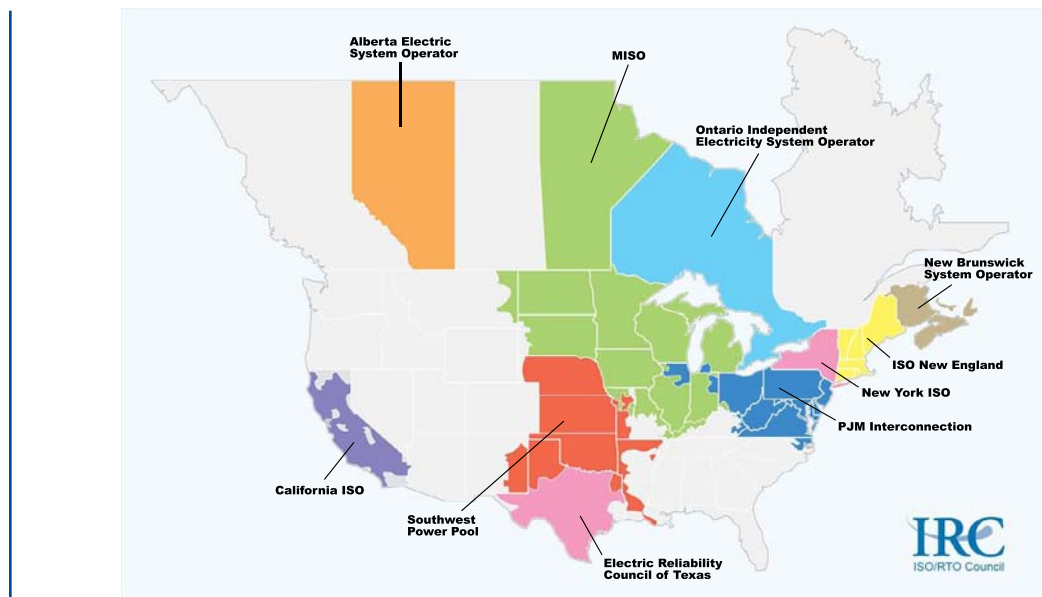 Alberta Electric
System Operator
MISO
Ontario Independent
Electricity System Operator
New Brunswick
System Operator
ISO New England
New York ISO
PJM Interconnection
California ISO
Southwest
Power Pool
Electric Reliability
Council of Texas
IRC
ISO/RTO Council